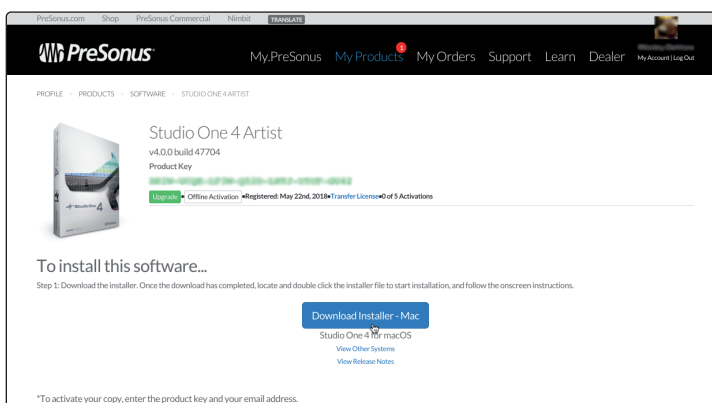 PreSonus.com Shop PreSonus Commercial Nimbit TRANSLATE
PreSonus
My.PreSonus My Products 1 My Orders Support Learn Dealer My Account | Log Out
PROFILE PRODUCTS SOFTWARE STUDIO ONE 4 ARTIST
Studio One 4 Artist
v4.0.0 build 47704
Product Key
Upgrade • Offline Activation •Registered: May 22nd, 2018•Transfer License•0 of 5 Activations
StudioOne 4
To install this software...
Step 1: Download the installer. Once the download has completed, locate and double click the installer file to start installation, and follow the onscreen instructions.
Download Installer - Mac
Studio One 4 for macOS
View Other Systems
View Release Notes
*To activate your copy, enter the product key and your email address.